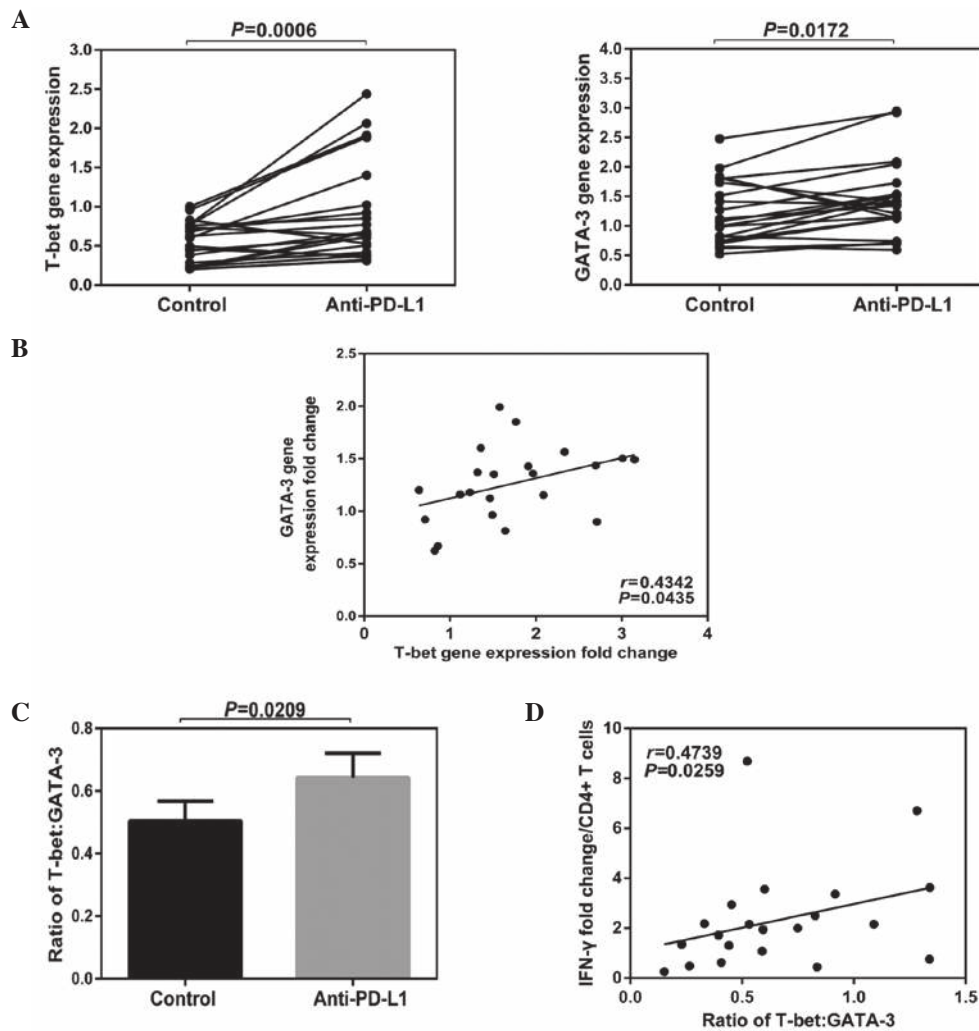 A
P=0.0006
T-bet gene expression
3.0
2.5
2.0
1.5
1.0
0.5
0.0
Control
Anti-PD-L1
P=0.0172
GATA-3 gene expression
4.0
3.5
3.0
2.5
2.0
1.5
1.0
0.5
0.0
Control
Anti-PD-L1
B
GATA-3 gene
expression fold change
2.5
2.0
1.5
1.0
0.5
0.0
r=0.4342
P=0.0435
0
1
2
3
4
T-bet gene expression fold change
C
P=0.0209
Ratio of T-bet:GATA-3
0.8
0.6
0.4
0.2
0.0
Control
Anti-PD-L1
D
IFN-γ fold change/CD4+ T cells
10
8
6
4
2
0
r=0.4739
P=0.0259
0.0
0.5
1.0
1.5
Ratio of T-bet:GATA-3